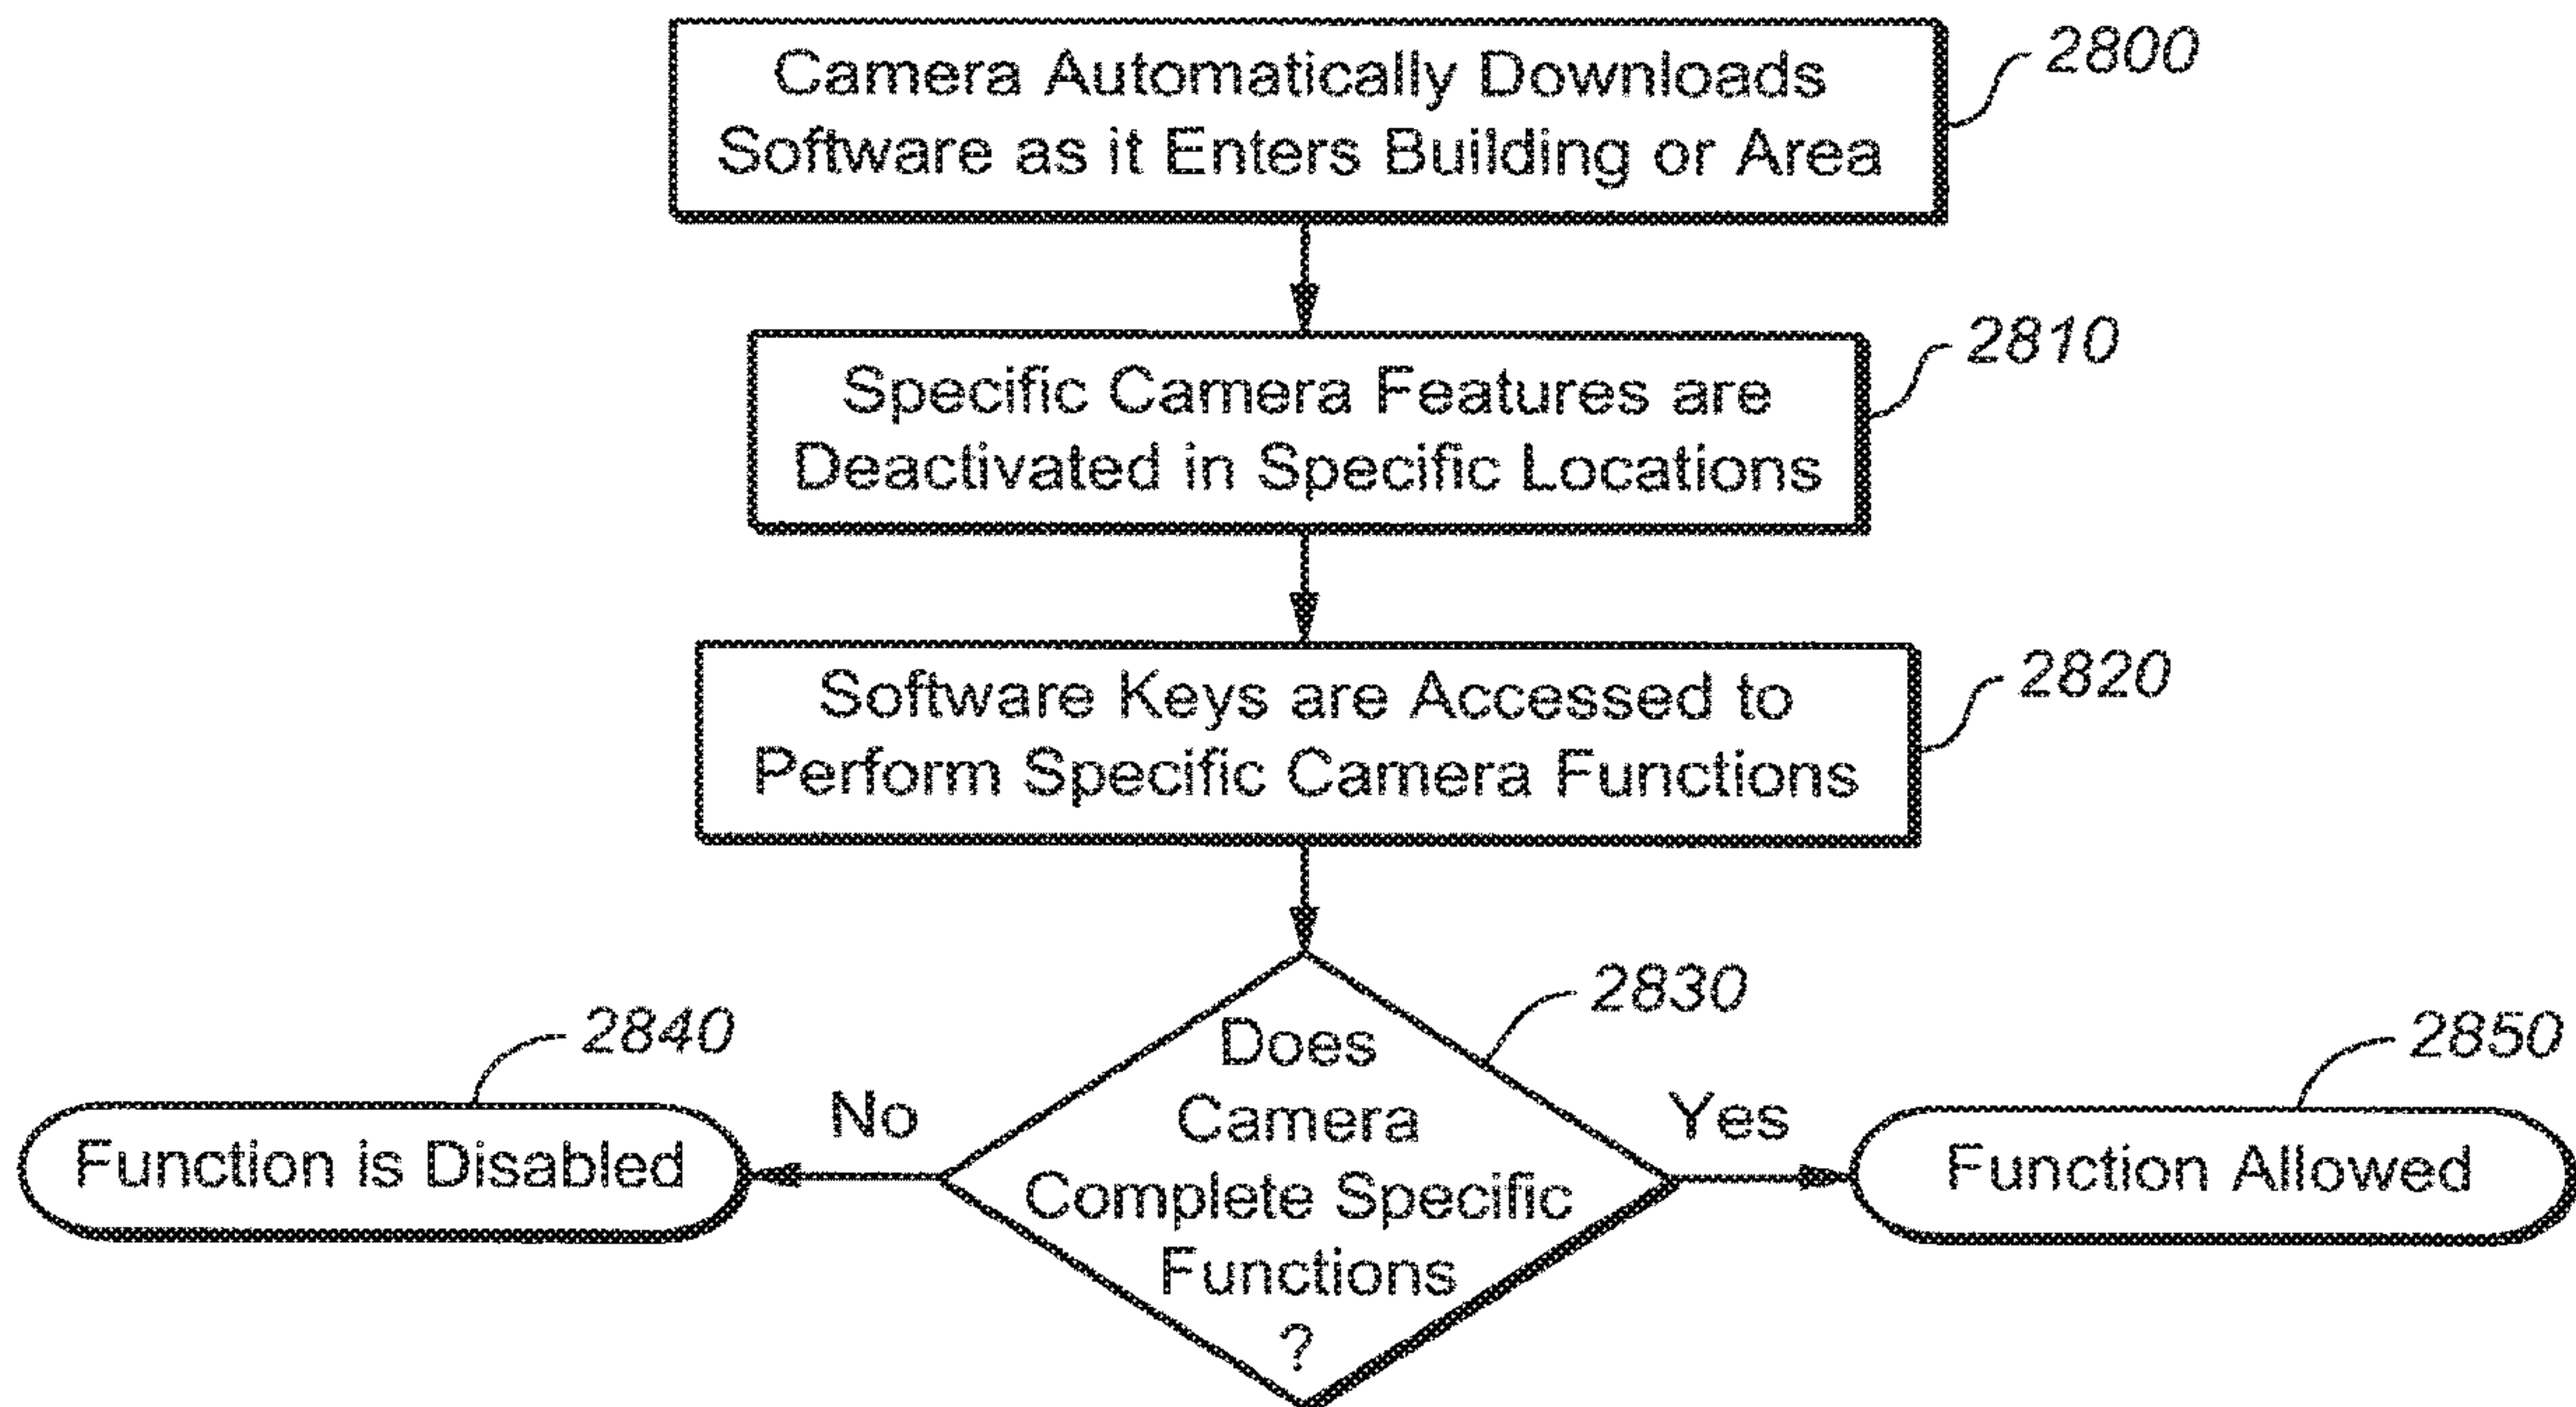 Camera Automatically Downloads
Software as it Enters Building or Area
2800
Specific Camera Features are
Deactivated in Specific Locations
2810
Software Keys are Accessed to
Perform Specific Camera Functions
2820
Does
Camera
Complete Specific
Functions
?
2830
No
2840
Function is Disabled
Yes
2850
Function Allowed